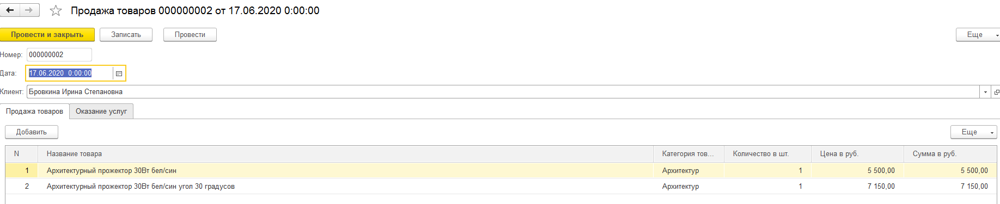 Продажа товаров 000000002 от 17.06.2020 0:00:00
Провести и закрыть Записать Провести Еще
Номер: 000000002
Дата: 17.06.2020 0:00:00
Клиент: Бровкина Ирина Степановна
Продажа товаров Оказание услуг
Добавить Еще
N Название товара Категория тов... Количество в шт. Цена в руб. Сумма в руб.
1 Архитектурный прожектор 30Вт бел/син Архитектур 1 5 500,00 5 500,00
2 Архитектурный прожектор 30Вт бел/син угол 30 градусов Архитектур 1 7 150,00 7 150,00